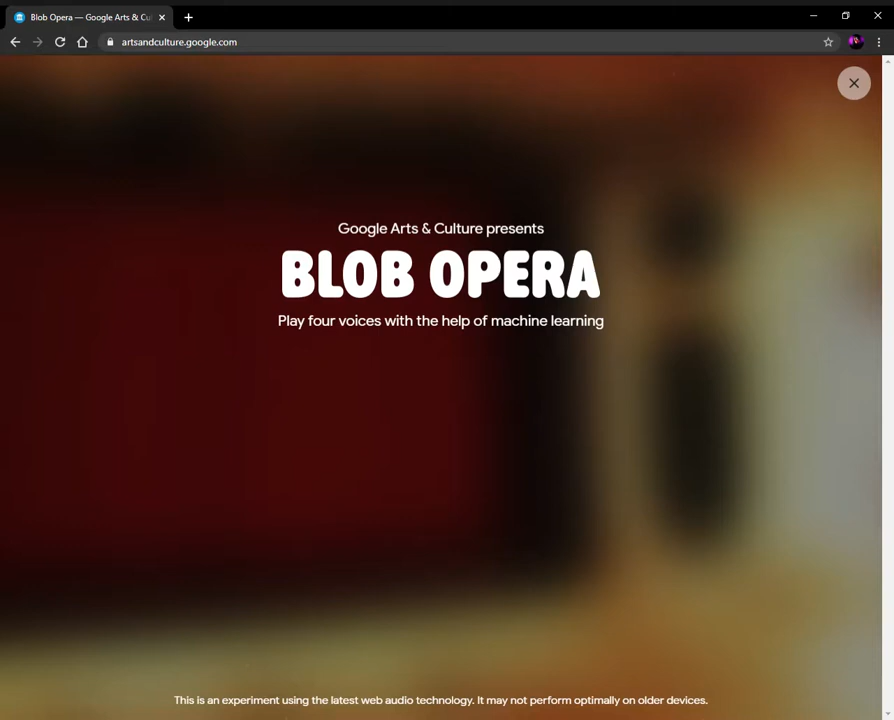 Blob Opera — Google Arts & Cu
artsandculture.google.com
Google Arts & Culture presents
BLOB OPERA
Play four voices with the help of machine learning
This is an experiment using the latest web audio technology. It may not perform optimally on older devices.